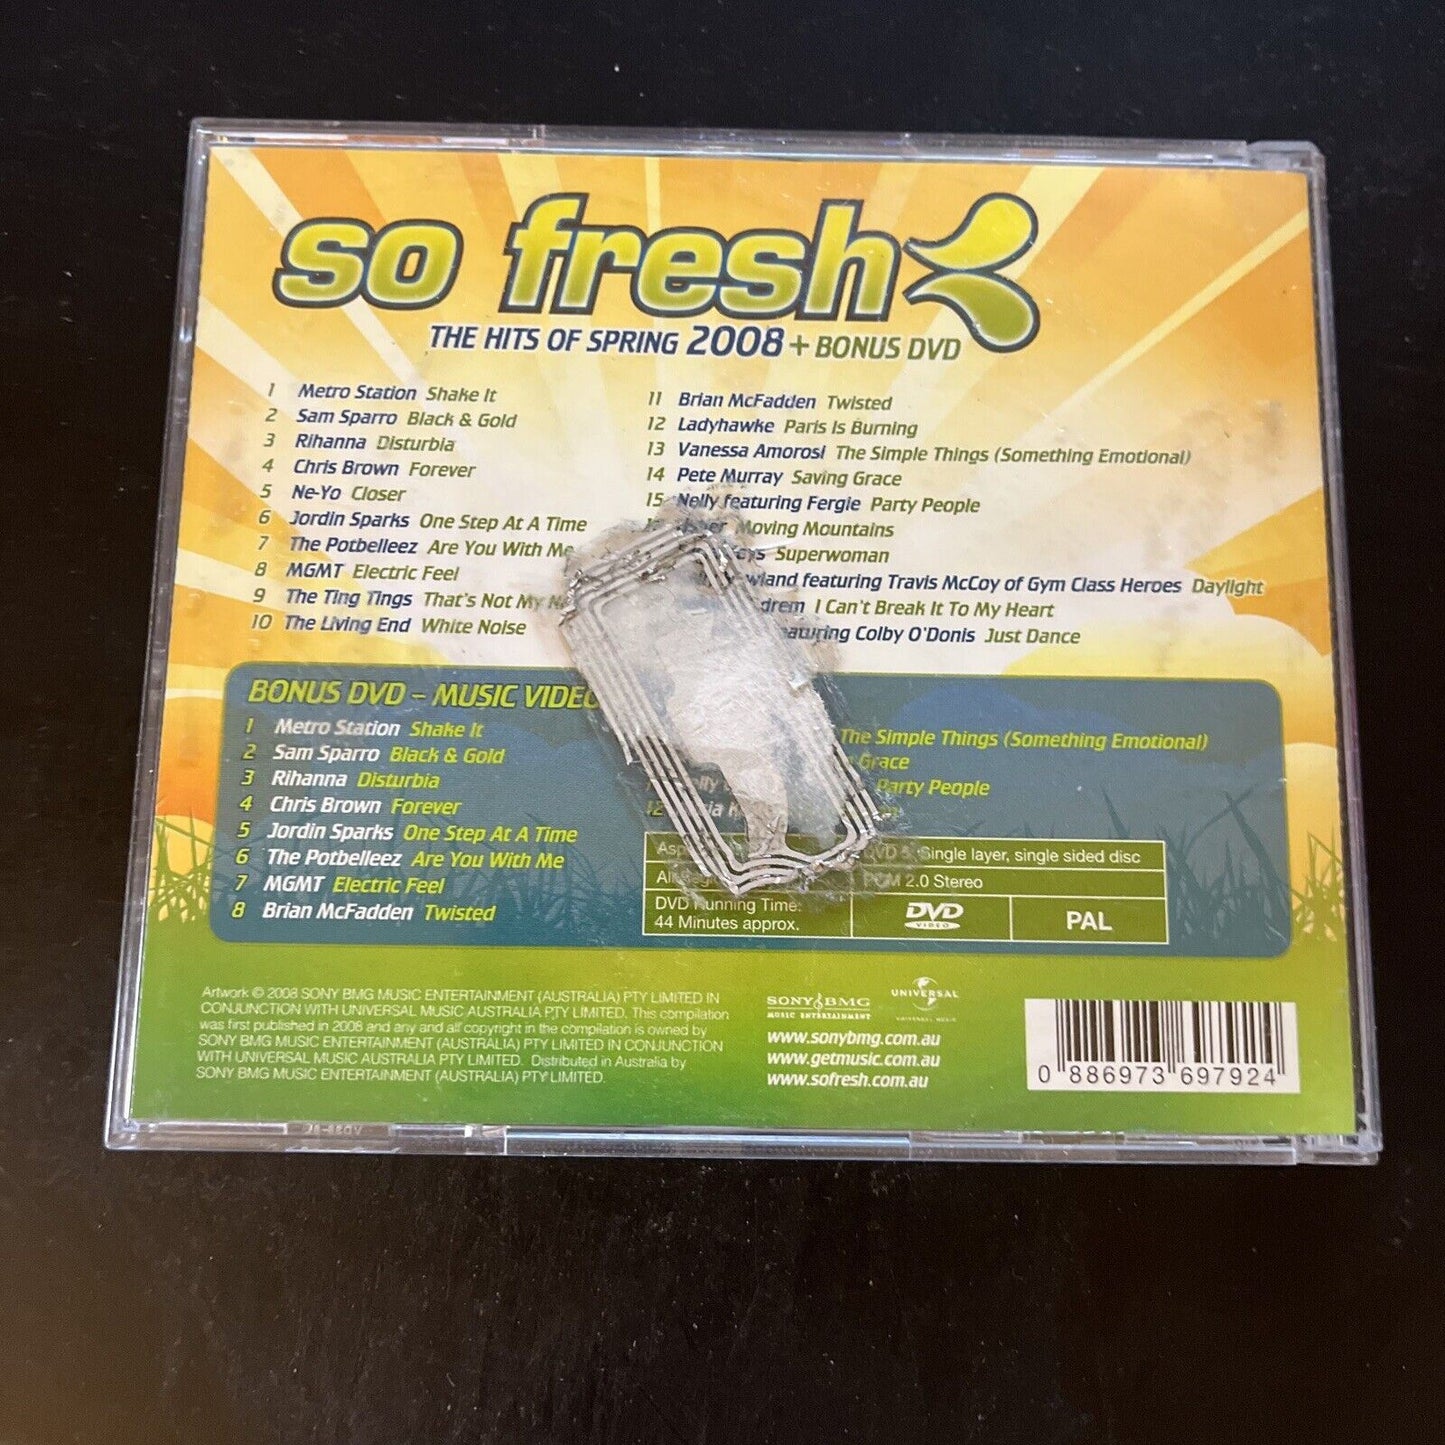 so fresh
THE HITS OF SPRING 2008 + BONUS DVD
1 Metro Station Shake It
2 Sam Sparro Black & Gold
3 Rihanna Disturbia
4 Chris Brown Forever
5 Ne-Yo Closer
6 Jordin Sparks One Step At A Time
7 The Potbelleez Are You With Me
8 MGMT Electric Feel
9 The Ting Tings That's Not My
10 The Living End White Noise
11 Brian McFadden Twisted
12 Ladyhawke Paris Is Burning
13 Vanessa Amorosi The Simple Things (Something Emotional)
14 Pete Murray Saving Grace
15 Nelly featuring Fergie Party People
Moving Mountains
Superwoman
featuring Travis McCoy of Gym Class Heroes Daylight
I Can't Break It To My Heart
featuring Colby O'Donis Just Dance
BONUS DVD – MUSIC VIDEO
1 Metro Station Shake It
2 Sam Sparro Black & Gold
3 Rihanna Disturbia
4 Chris Brown Forever
5 Jordin Sparks One Step At A Time
6 The Potbelleez Are You With Me
7 MGMT Electric Feel
8 Brian McFadden Twisted
The Simple Things (Something Emotional)
Grace
Party People
12
Single layer, single sided disc
PCM 2.0 Stereo
DVD Running Time:
44 Minutes approx.
DVD VIDEO
PAL
Artwork © 2008 SONY BMG MUSIC ENTERTAINMENT (AUSTRALIA) PTY LIMITED IN
CONJUNCTION WITH UNIVERSAL MUSIC AUSTRALIA PTY LIMITED. This compilation
was first published in 2008 and any and all copyright in the compilation is owned by
SONY BMG MUSIC ENTERTAINMENT (AUSTRALIA) PTY LIMITED IN CONJUNCTION
WITH UNIVERSAL MUSIC AUSTRALIA PTY LIMITED. Distributed in Australia by
SONY BMG MUSIC ENTERTAINMENT (AUSTRALIA) PTY LIMITED.
SONY BMG
MUSIC ENTERTAINMENT
UNIVERSAL
UNIVERSAL MUSIC
www.sonybmg.com.au
www.getmusic.com.au
www.sofresh.com.au
0 886973 697924